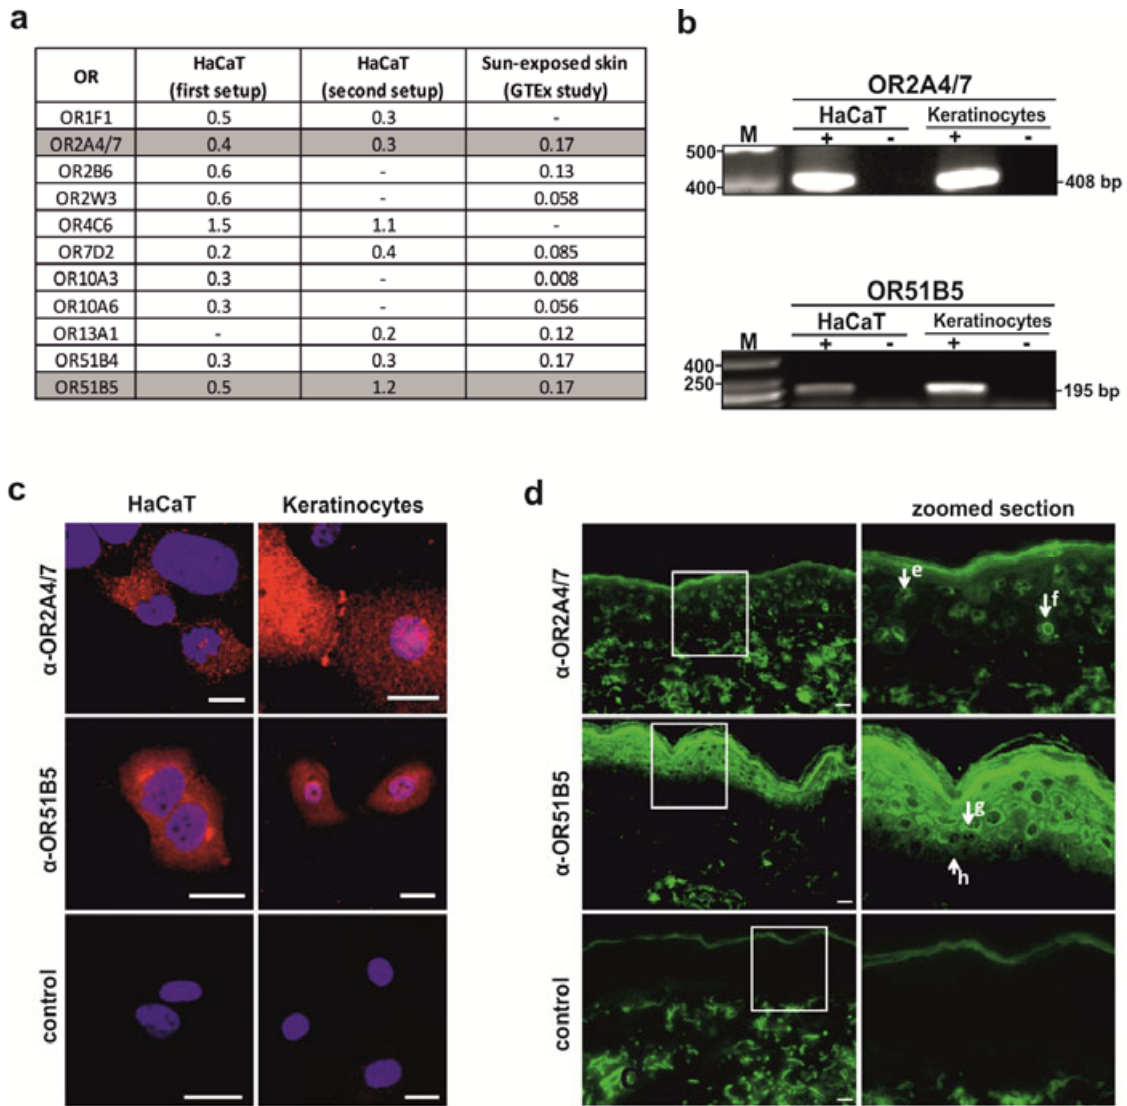 a
OR HaCaT (first setup) HaCaT (second setup) Sun-exposed skin (GTEx study)
OR1F1 0.5 0.3 -
OR2A4/7 0.4 0.3 0.17
OR2B6 0.6 - 0.13
OR2W3 0.6 - 0.058
OR4C6 1.5 1.1 -
OR7D2 0.2 0.4 0.085
OR10A3 0.3 - 0.008
OR10A6 0.3 - 0.056
OR13A1 - 0.2 0.12
OR51B4 0.3 0.3 0.17
OR51B5 0.5 1.2 0.17
b
OR2A4/7
HaCaT Keratinocytes
M + - + -
500
400 408 bp
OR51B5
HaCaT Keratinocytes
M + - + -
400
250 195 bp
c
HaCaT Keratinocytes
α-OR2A4/7
α-OR51B5
control
d
zoomed section
α-OR2A4/7
e
f
α-OR51B5
g
h
control